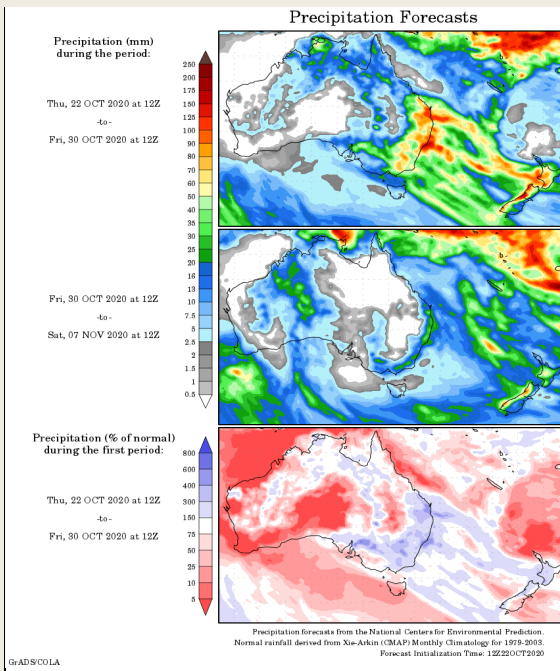 Precipitation Forecasts
Precipitation (mm)
during the period:
Thu, 22 OCT 2020 at 12Z
-to-
Fri, 30 OCT 2020 at 12Z
250
200
175
150
125
100
90
80
70
60
50
40
35
30
25
20
16
13
10
7.5
5
2.5
2
1.5
1
0.5
Fri, 30 OCT 2020 at 12Z
-to-
Sat, 07 NOV 2020 at 12Z
Precipitation (% of normal)
during the first period:
Thu, 22 OCT 2020 at 12Z
-to-
Fri, 30 OCT 2020 at 12Z
800
600
400
300
150
75
50
25
10
5
Precipitation forecasts from the National Centers for Environmental Prediction.
Normal rainfall derived from Xie-Arkin (CMAP) Monthly Climatology for 1979-2003.
Forecast Initialization Time: 12Z22OCT2020
GrADS/COLA